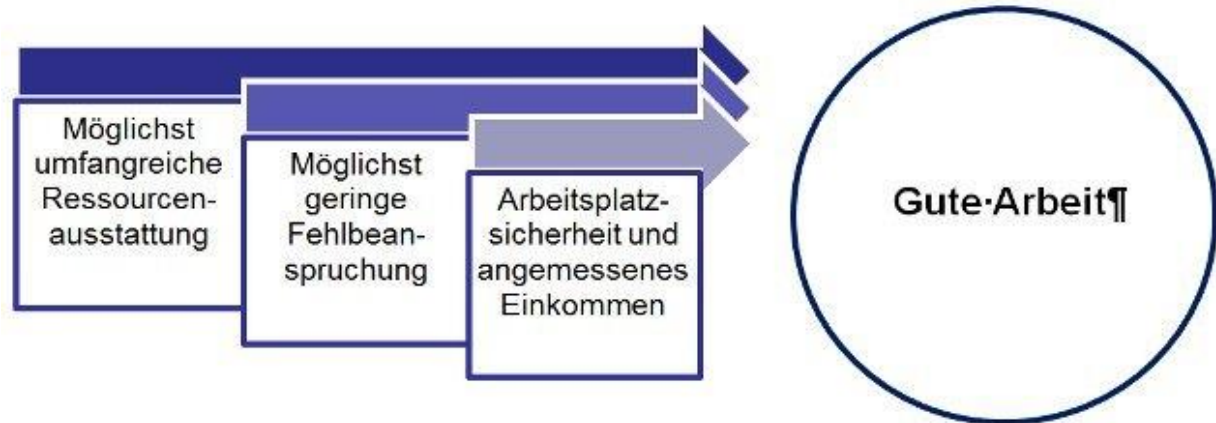 Möglichst
umfangreiche
Ressourcen-
ausstattung
Möglichst
geringe
Fehlbean-
spruchung
Arbeitsplatz-
sicherheit und
angemessenes
Einkommen
Gute·Arbeit¶